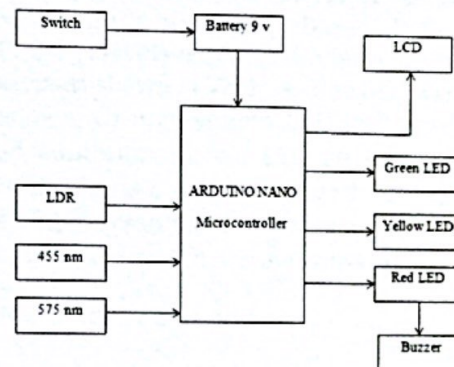 Switch
Battery 9 v
LCD
ARDUINO NANO
Microcontroller
Green LED
LDR
Yellow LED
455 nm
Red LED
575 nm
Buzzer